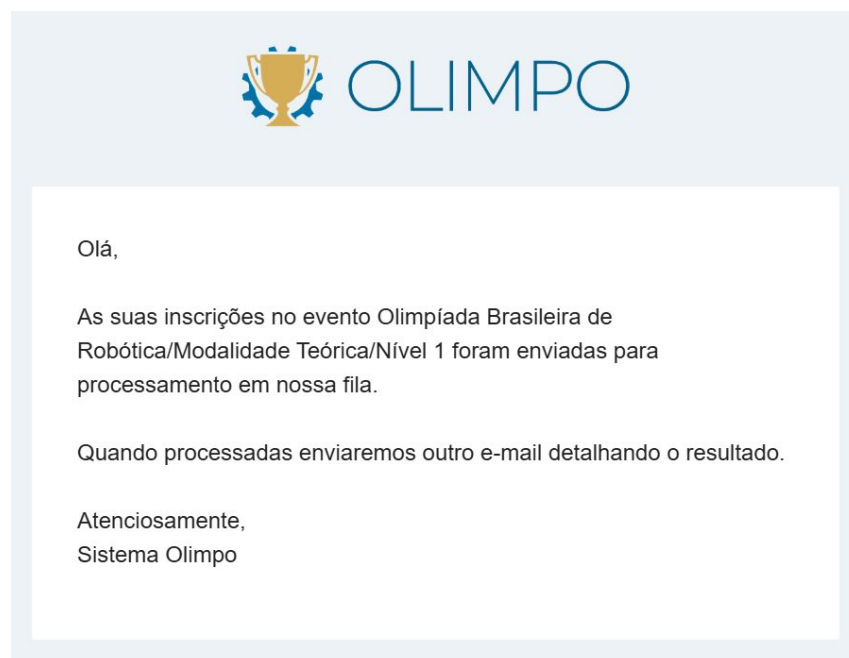 OLIMPO
Olá,
As suas inscrições no evento Olimpíada Brasileira de
Robótica/Modalidade Teórica/Nível 1 foram enviadas para
processamento em nossa fila.
Quando processadas enviaremos outro e-mail detalhando o resultado.
Atenciosamente,
Sistema Olimpo